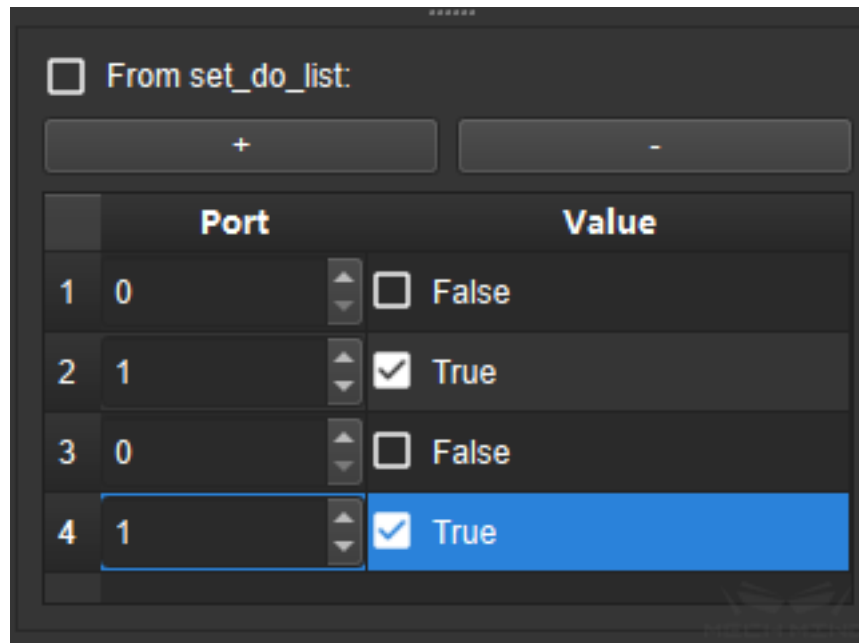 From set_do_list:
+ -
Port Value
1 0 False
2 1 True
3 0 False
4 1 True